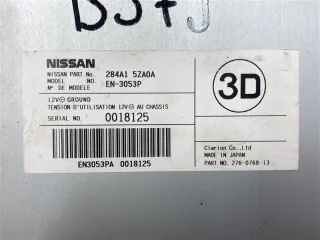 NISSAN
NISSAN PART No. 284A1 5ZA0A
MODEL NO. EN-3053P
N° DE MODELE
3D
12V⊖GROUND
TENSION D'UTILISATION 12V⊖ AU CHASSIS
SERIAL NO. 0018125
EN3053PA 0018125
Clarion Co.,Ltd
MADE IN JAPAN
PART NO. 276-0768-13